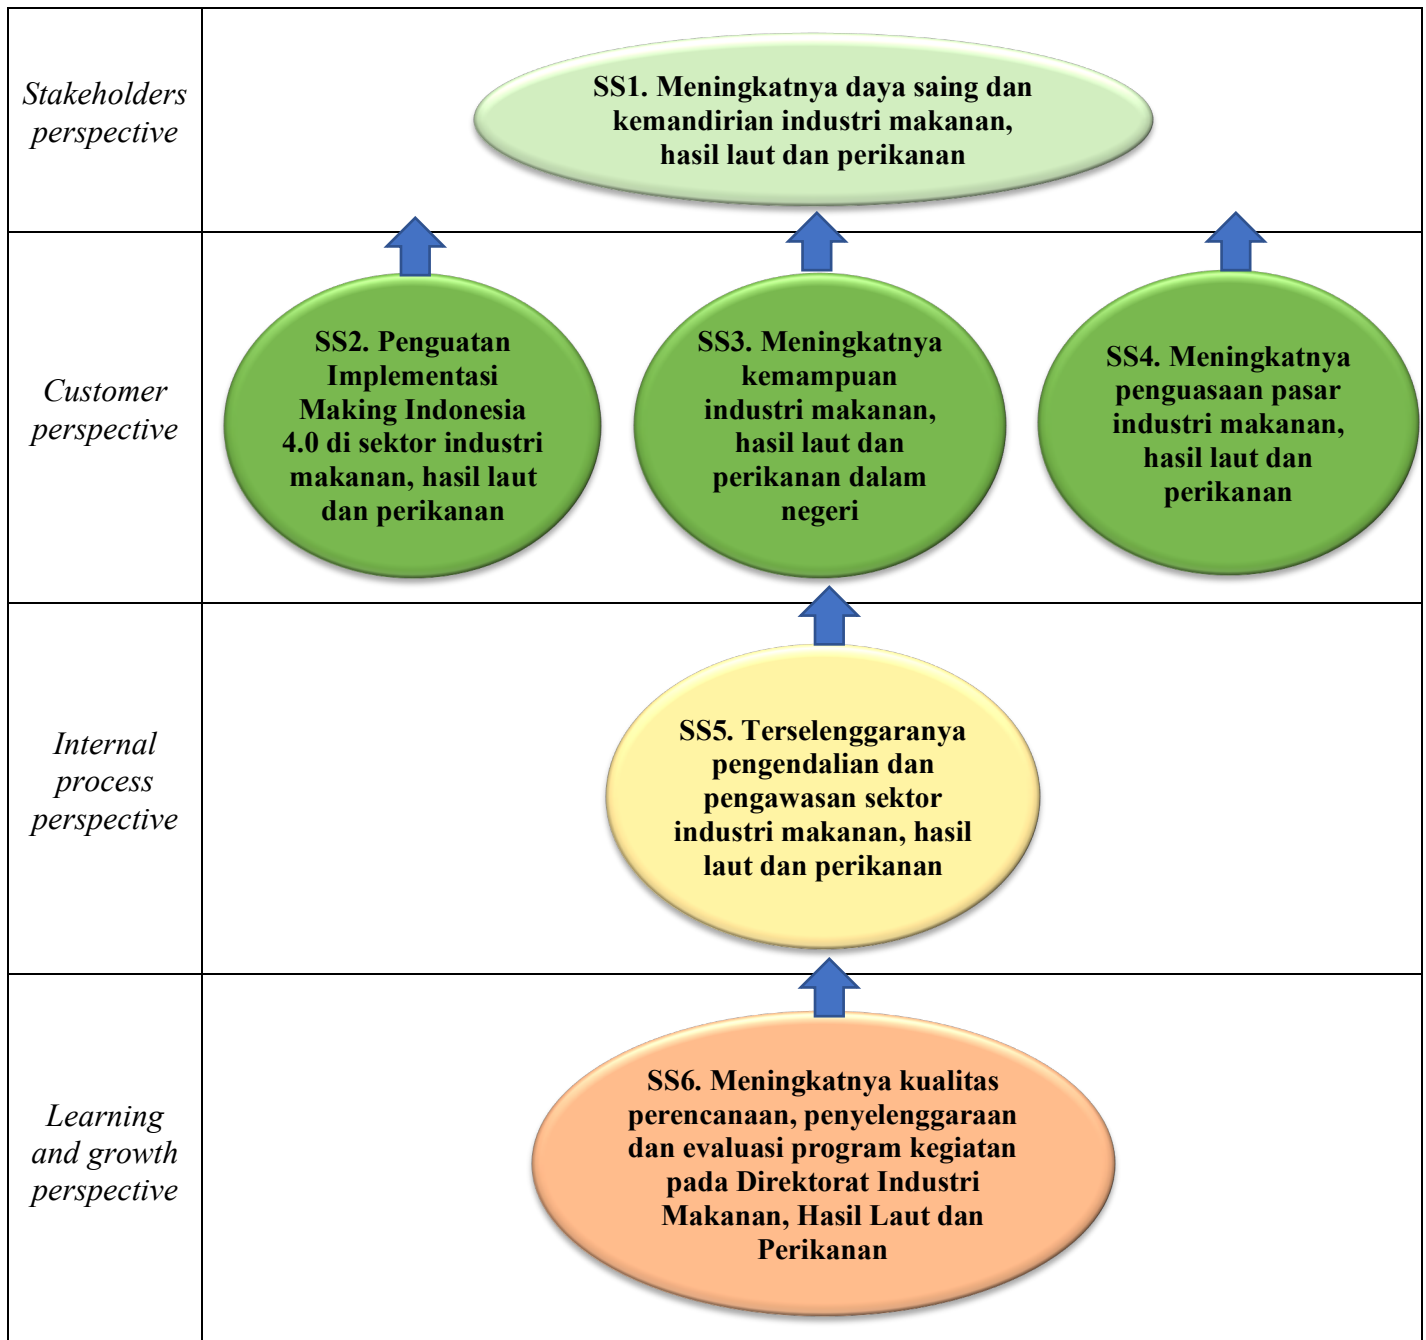 Stakeholders
perspective
SS1. Meningkatnya daya saing dan
kemandirian industri makanan,
hasil laut dan perikanan
Customer
perspective
SS2. Penguatan
Implementasi
Making Indonesia
4.0 di sektor industri
makanan, hasil laut
dan perikanan
SS3. Meningkatnya
kemampuan
industri makanan,
hasil laut dan
perikanan dalam
negeri
SS4. Meningkatnya
penguasaan pasar
industri makanan,
hasil laut dan
perikanan
Internal
process
perspective
SS5. Terselenggaranya
pengendalian dan
pengawasan sektor
industri makanan, hasil
laut dan perikanan
Learning
and growth
perspective
SS6. Meningkatnya kualitas
perencanaan, penyelenggaraan
dan evaluasi program kegiatan
pada Direktorat Industri
Makanan, Hasil Laut dan
Perikanan